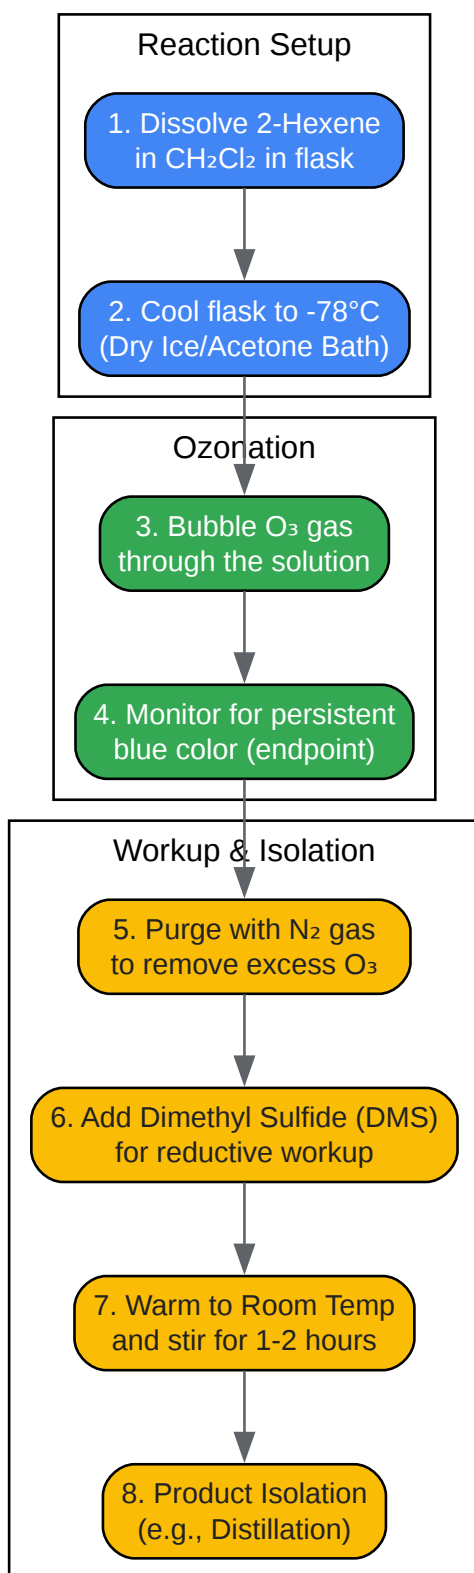 Reaction Setup
1. Dissolve 2-Hexene
in CH₂Cl₂ in flask
2. Cool flask to -78°C
(Dry Ice/Acetone Bath)
Ozonation
3. Bubble O₃ gas
through the solution
4. Monitor for persistent
blue color (endpoint)
Workup & Isolation
5. Purge with N₂ gas
to remove excess O₃
6. Add Dimethyl Sulfide (DMS)
for reductive workup
7. Warm to Room Temp
and stir for 1-2 hours
8. Product Isolation
(e.g., Distillation)